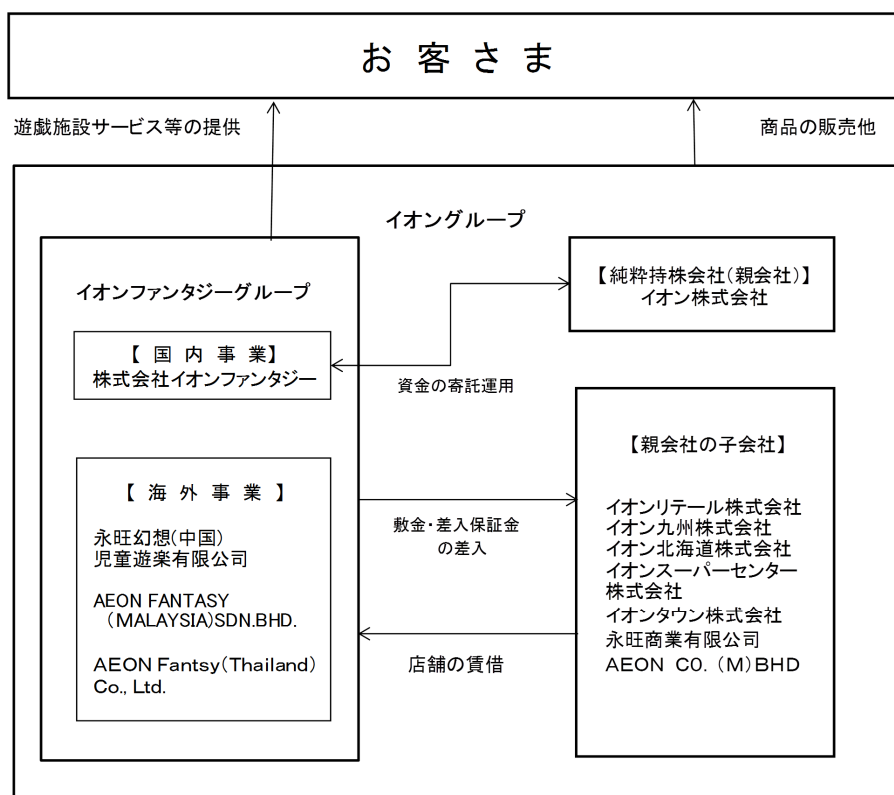 お客さま
遊戯施設サービス等の提供
商品の販売他
イオングループ
イオンファンタジーグループ
【国内事業】
株式会社イオンファンタジー
【純粋持株会社(親会社)】
イオン株式会社
資金の寄託運用
【海外事業】
永旺幻想(中国)
児童遊楽有限公司
AEON FANTASY
(MALAYSIA)SDN.BHD.
AEON Fantsy(Thailand)
Co., Ltd.
敷金・差入保証金
の差入
店舗の賃借
【親会社の子会社】
イオンリテール株式会社
イオン九州株式会社
イオン北海道株式会社
イオンスーパーセンター
株式会社
イオンタウン株式会社
永旺商業有限公司
AEON C0. (M)BHD